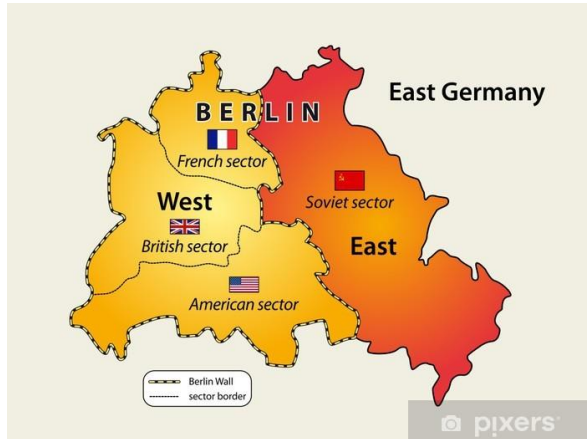 East Germany
BERLIN
French sector
Soviet sector
West
British sector
East
American sector
Berlin Wall
sector border
pixers